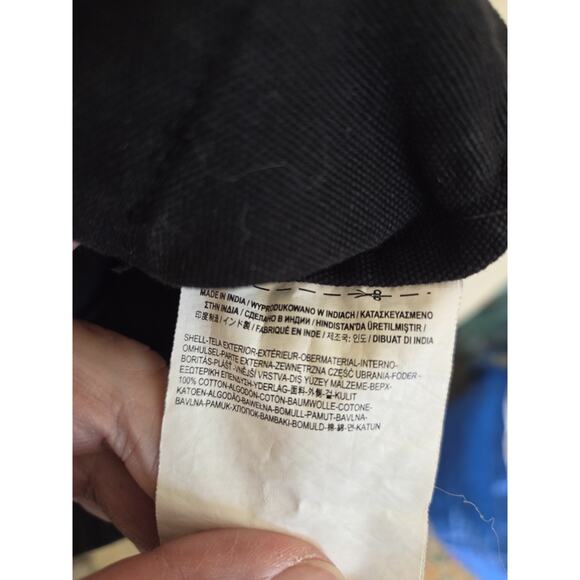 MADE IN INDIA / WYPRODUKOWANO W INDIACH / ΚΑΤΑΣΚΕΥΑΣΜΕΝΟ
ΣΤΗΝ ΙΝΔΙΑ / СДЕЛАНО В ИНДИИ / HINDISTAN'DA ÜRETILMIŞTIR /
印度制造 / インド製 / FABRIQUÉ EN INDE / 제조국: 인도 / DIBUAT DI INDIA
SHELL-TELA EXTERIOR-EXTÉRIEUR-OBERMATERIAL-INTERNO-
OMHULSEL-PARTE EXTERNA-ZEWNĘTRZNA CZĘŚĆ UBRANIA-FODER-
BORITÁS-PLÁŠŤ-VNĚJŠÍ VRSTVA-DIŞ YUZEY MALZEME-ВЕРХ-
ΕΞΩΤΕΡΙΚΗ ΕΠΕΝΔΥΣΗ-YDERLAG-面料-外側-겉-KULIT
100% COTTON-ALGODÓN-COTON-BAUMWOLLE-COTONE-
KATOEN-ALGODÃO-BAWEŁNA-BOMULL-PAMUT-BAVLNA-
BAVLNA-PAMUK-ХЛОПОК-ΒΑΜΒΑΚΙ-BOMULD-棉-綿-면-KATUN